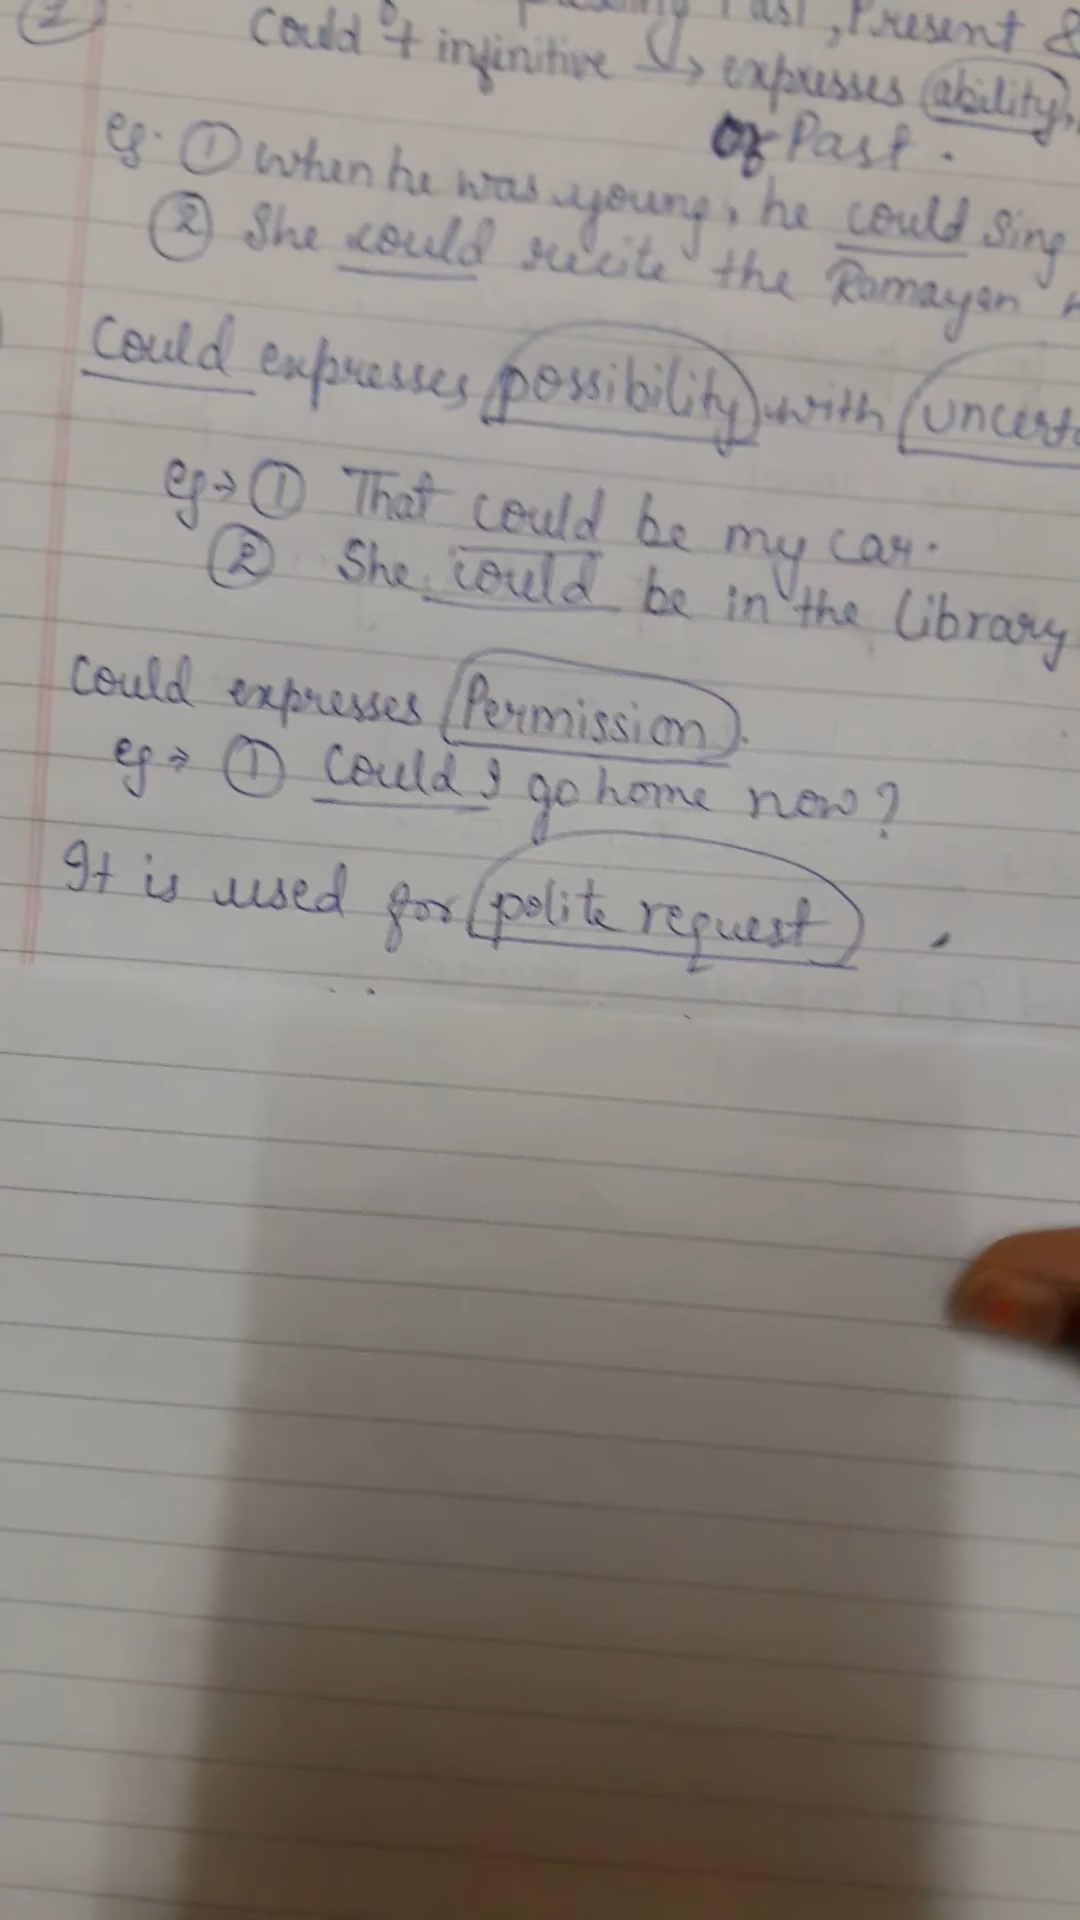 Past, Present &
Could + infinitive → expresses ability,
of Past.
eg. ① When he was young, he could sing
② She could recite the Ramayan
Could expresses possibility with
eg → ① That could be my car.
② She could be in the library
Could expresses Permission.
eg → ① Could I go home now?
It is used for polite request.